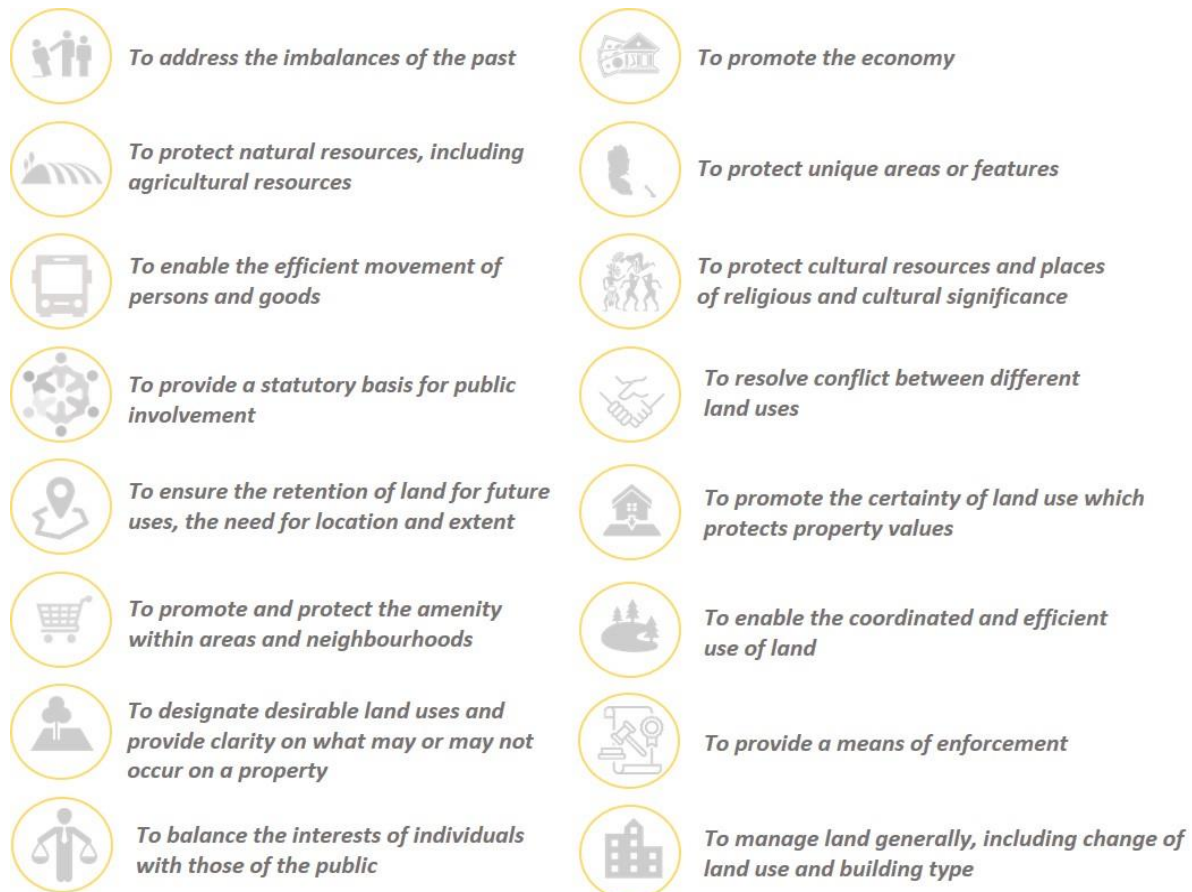 To address the imbalances of the past
To protect natural resources, including
agricultural resources
To enable the efficient movement of
persons and goods
To provide a statutory basis for public
involvement
To ensure the retention of land for future
uses, the need for location and extent
To promote and protect the amenity
within areas and neighbourhoods
To designate desirable land uses and
provide clarity on what may or may not
occur on a property
To balance the interests of individuals
with those of the public
To promote the economy
To protect unique areas or features
To protect cultural resources and places
of religious and cultural significance
To resolve conflict between different
land uses
To promote the certainty of land use which
protects property values
To enable the coordinated and efficient
use of land
To provide a means of enforcement
To manage land generally, including change of
land use and building type